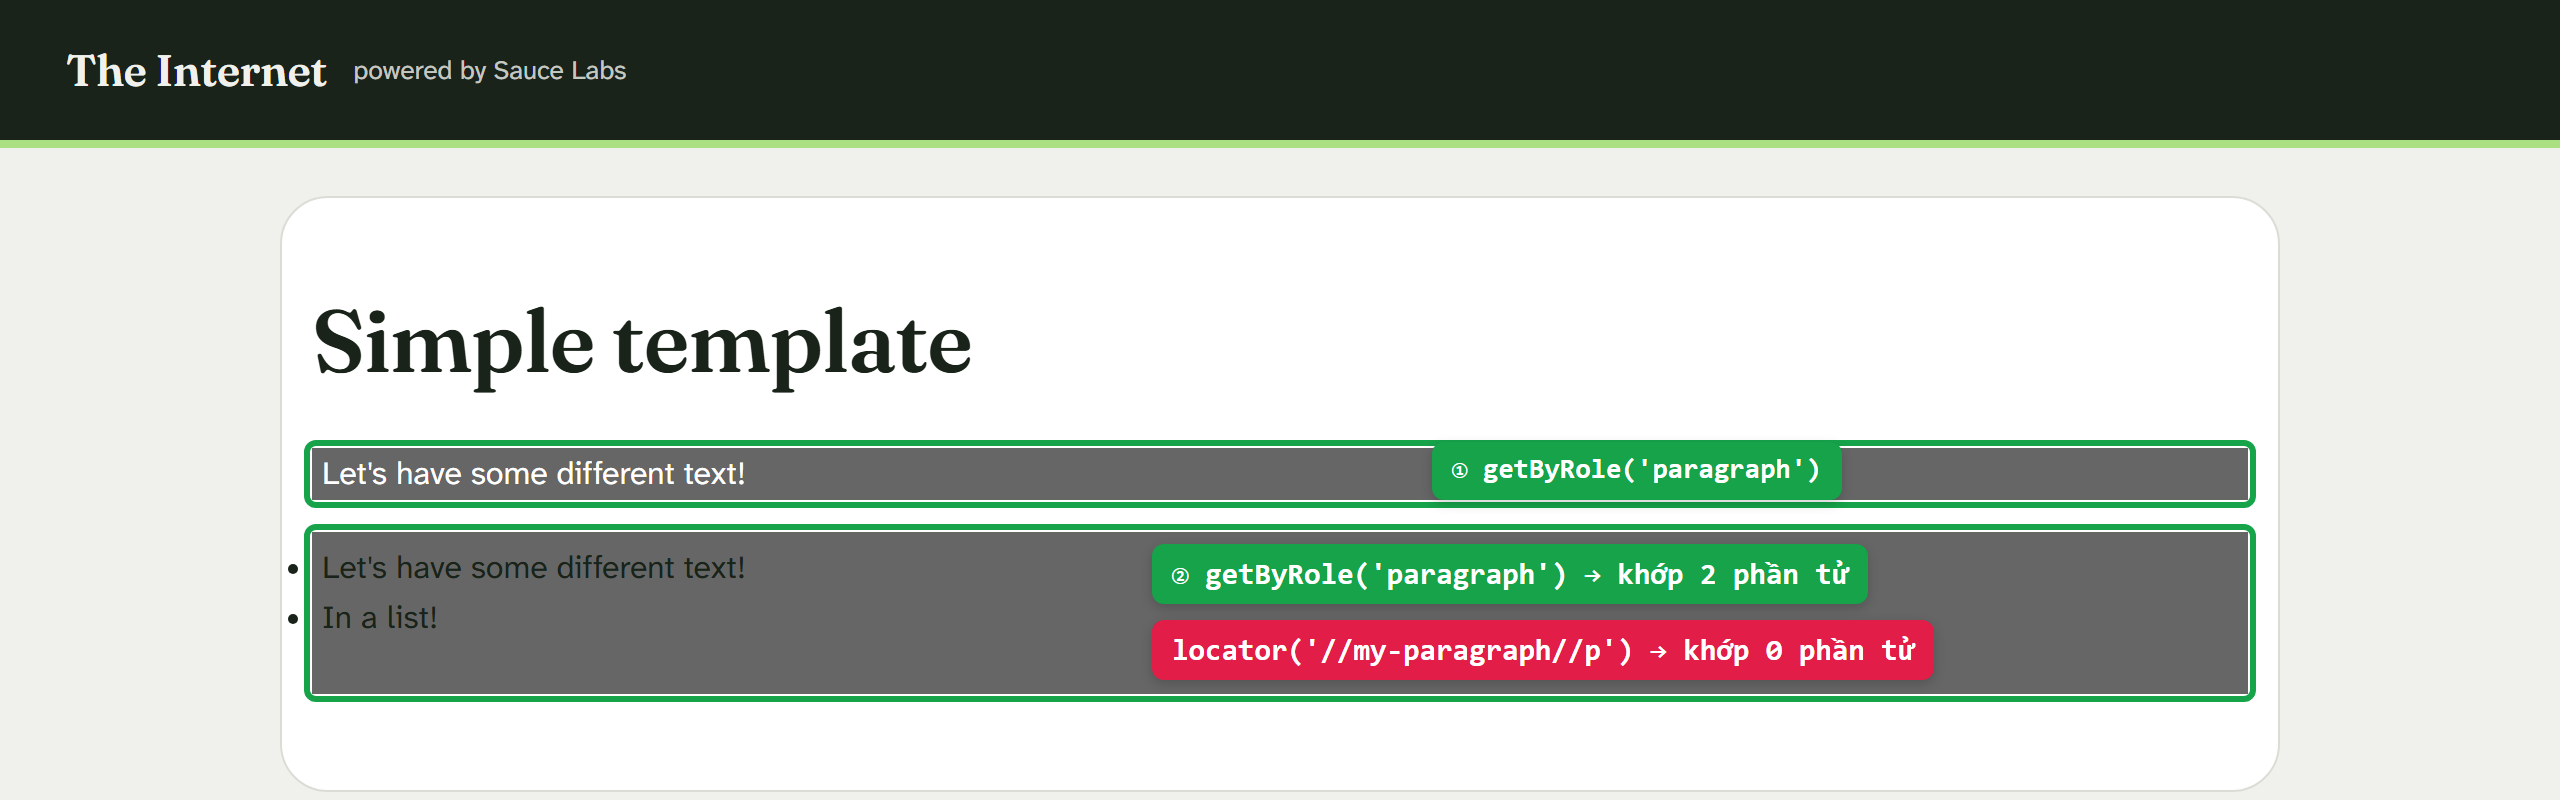 The Internet powered by Sauce Labs
Simple template
Let's have some different text!
① getByRole('paragraph')
Let's have some different text!
② getByRole('paragraph') → khớp 2 phần tử
In a list!
locator('//my-paragraph//p') → khớp 0 phần tử